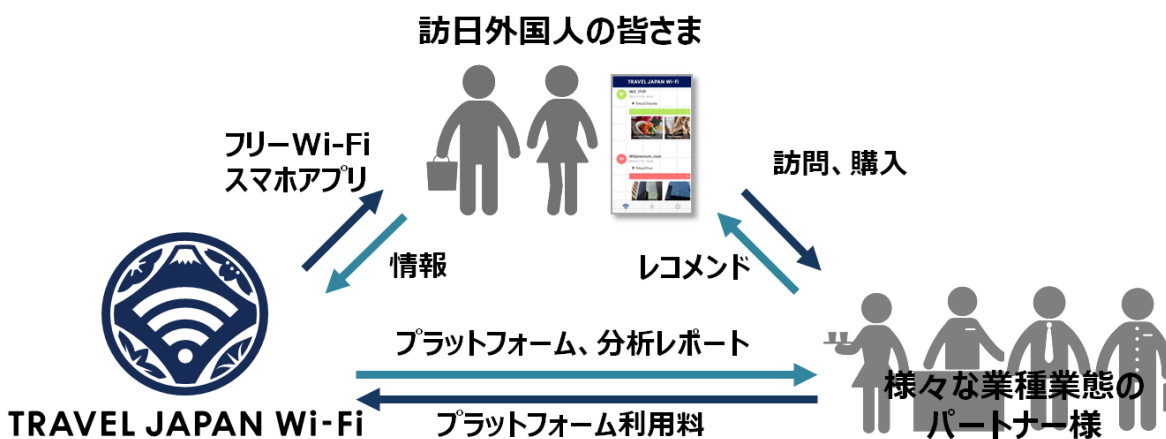 訪日外国人の皆さま
TRAVEL JAPAN Wi-Fi
フリーWi-Fi
スマホアプリ
訪問、購入
情報
レコメンド
プラットフォーム、分析レポート
TRAVEL JAPAN Wi-Fi
プラットフォーム利用料
様々な業種業態の
パートナー様